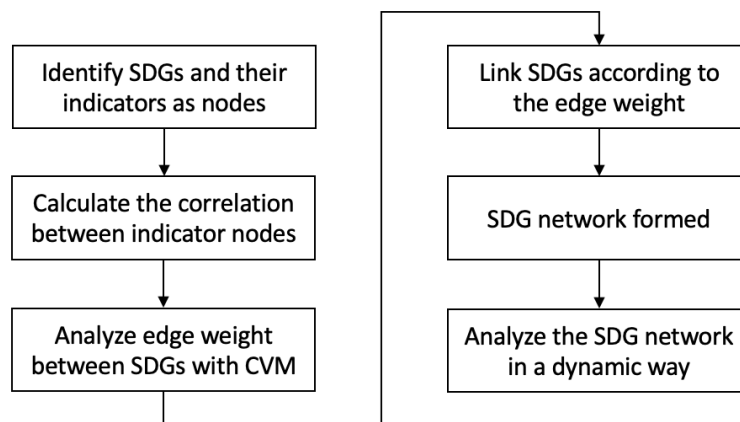 Identify SDGs and their
indicators as nodes
Calculate the correlation
between indicator nodes
Analyze edge weight
between SDGs with CVM
Link SDGs according to
the edge weight
SDG network formed
Analyze the SDG network
in a dynamic way